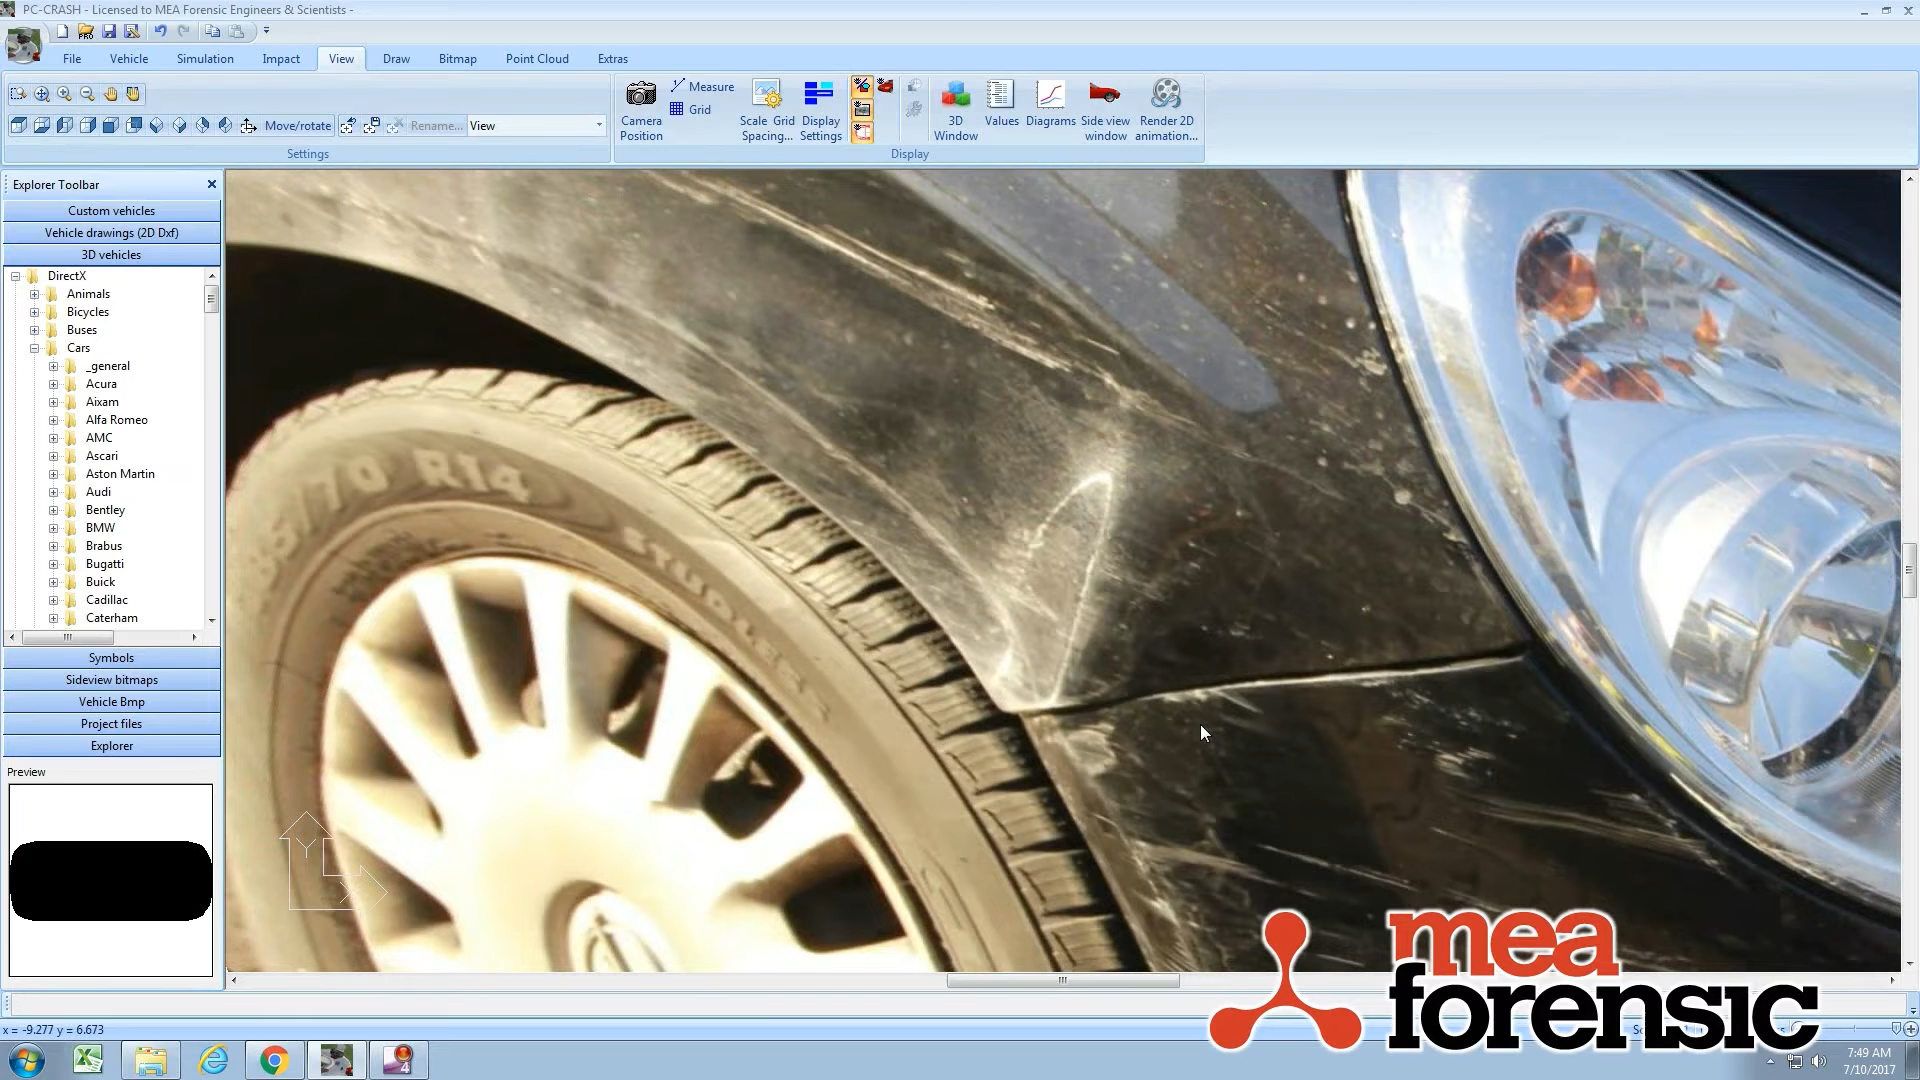 PC-CRASH - Licensed to MEA Forensic Engineers & Scientists -
File Vehicle Simulation Impact View Draw Bitmap Point Cloud Extras
Move/rotate Rename... View
Settings
Camera Position
Measure
Grid
Scale Grid Spacing...
Display Settings
3D Window
Values
Diagrams
Side view window
Render 2D animation...
Display
Explorer Toolbar
Custom vehicles
Vehicle drawings (2D Dxf)
3D vehicles
DirectX
Animals
Bicycles
Buses
Cars
_general
Acura
Aixam
Alfa Romeo
AMC
Ascari
Aston Martin
Audi
Bentley
BMW
Brabus
Bugatti
Buick
Cadillac
Caterham
Symbols
Sideview bitmaps
Vehicle Bmp
Project files
Explorer
Preview
70 R14
Y
X
mea
forensic
x = -9.277 y = 6.673
4
7:49 AM
7/10/2017